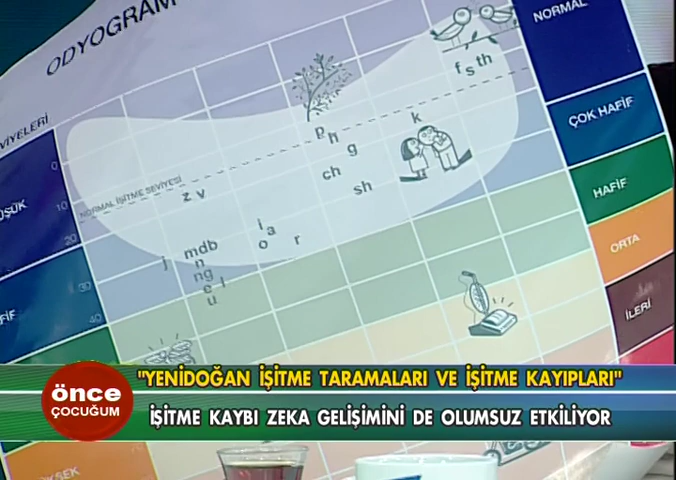 ODYOGRAM
NORMAL
f s th
ÇOK HAFİF
p h g k
ch sh
0
NORMAL İŞİTME SEVİYESİ
z v
HAFİF
10
20
i a o r
j mdb n ng e l u
ORTA
30
40
İLERİ
"YENİDOĞAN İŞİTME TARAMALARI VE İŞİTME KAYIPLARI"
önce
ÇOCUĞUM
İŞİTME KAYBI ZEKA GELİŞİMİNİ DE OLUMSUZ ETKİLİYOR